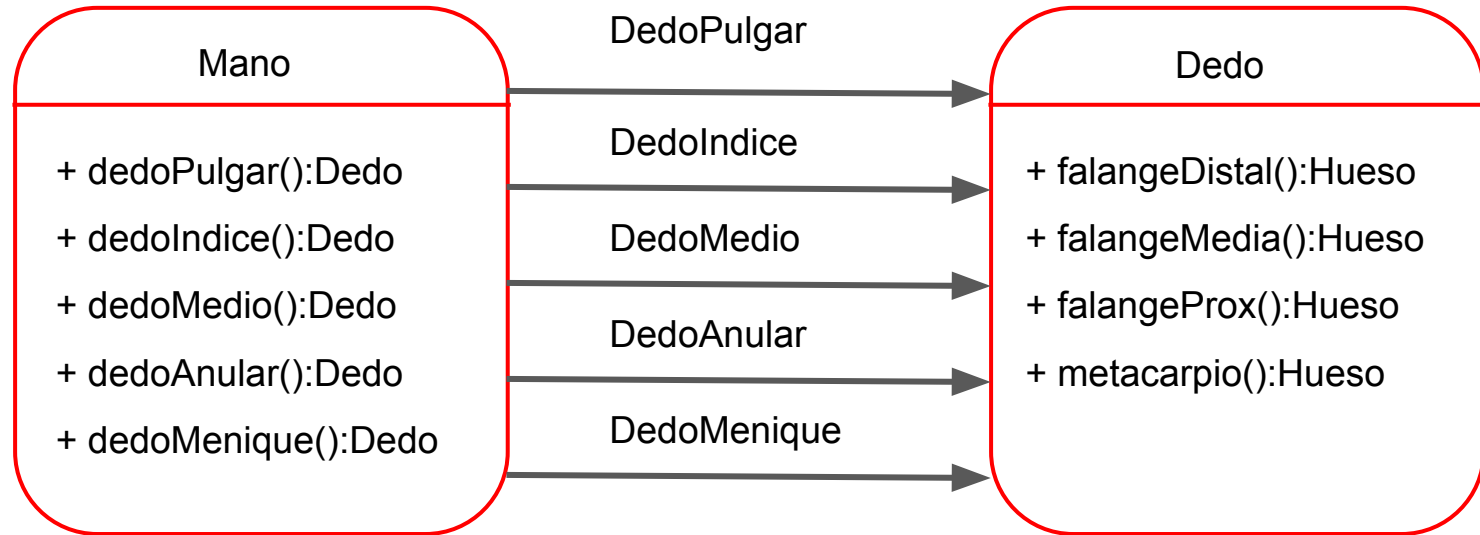 Mano
+ dedoPulgar():Dedo
+ dedoIndice():Dedo
+ dedoMedio():Dedo
+ dedoAnular():Dedo
+ dedoMenique():Dedo
DedoPulgar
DedoIndice
DedoMedio
DedoAnular
DedoMenique
Dedo
+ falangeDistal():Hueso
+ falangeMedia():Hueso
+ falangeProx():Hueso
+ metacarpio():Hueso